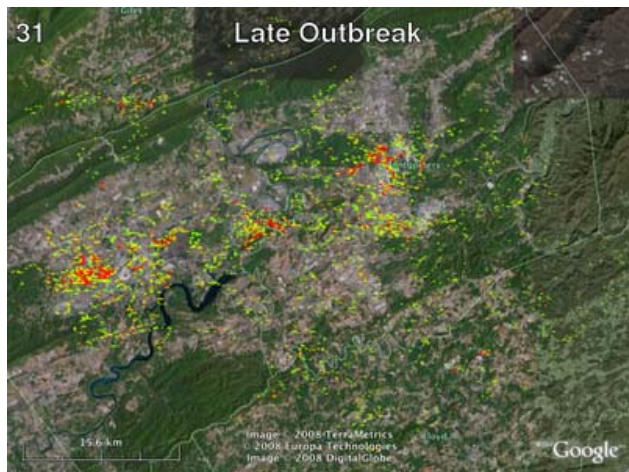 31
Late Outbreak
15.6 km
Image 2008 TerraMetrics
© 2008 Europa Technologies
Image 2008 DigitalGlobe
Google